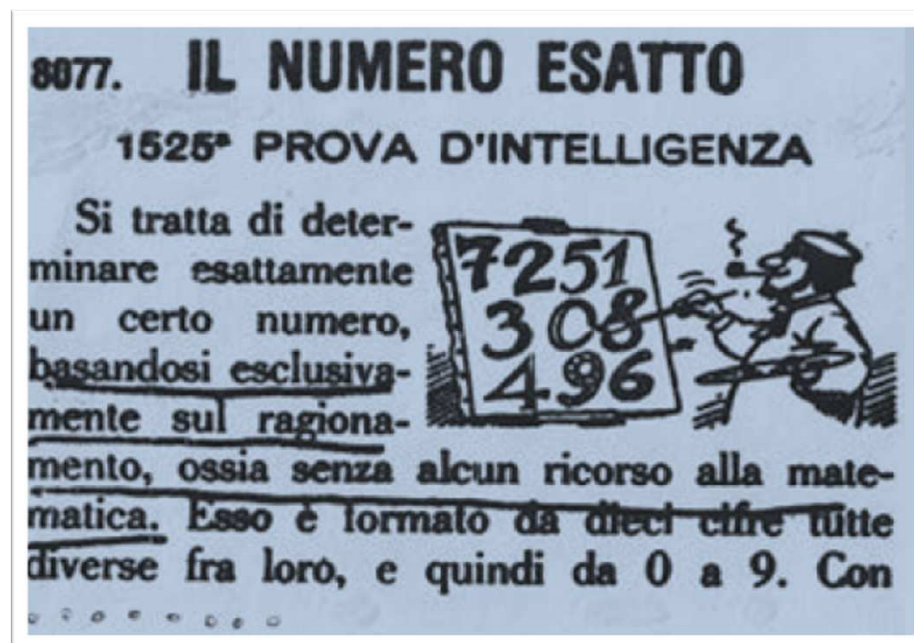 8077. IL NUMERO ESATTO
1525ª PROVA D'INTELLIGENZA
Si tratta di deter-
minare esattamente
un certo numero,
basandosi esclusiva-
mente sul ragiona-
mento, ossia senza alcun ricorso alla mate-
matica. Esso è formato da dieci cifre tutte
diverse fra loro, e quindi da 0 a 9. Con
7251
308
496